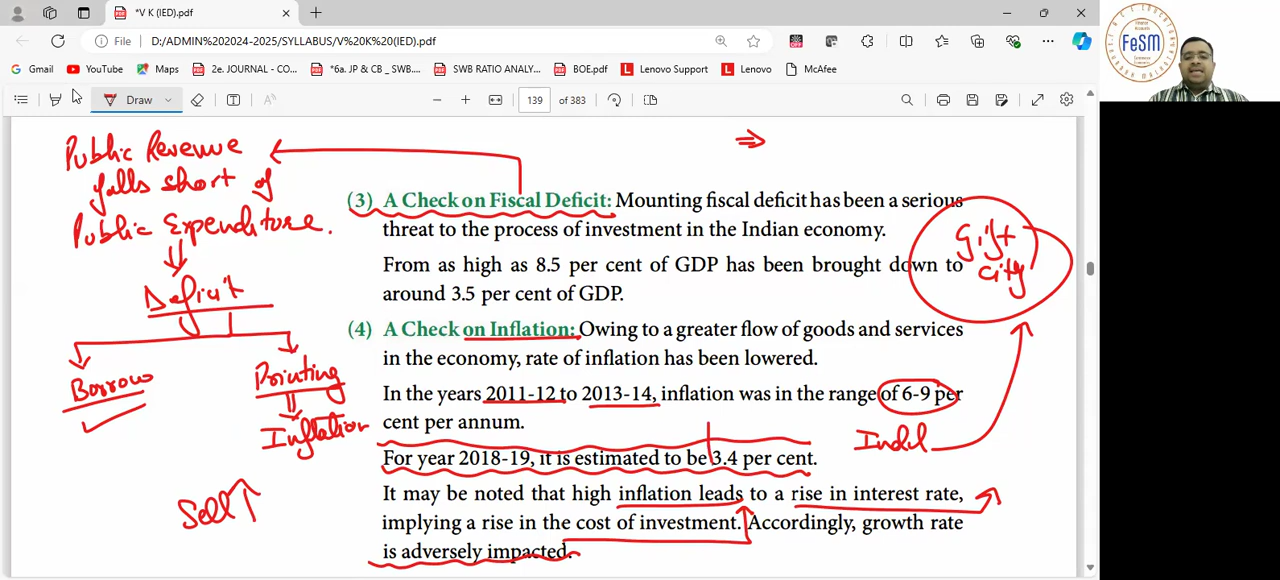 *V K (IED).pdf
File
D:/ADMIN%202024-2025/SYLLABUS/V%20K%20(IED).pdf
OFF
Gmail YouTube Maps 2e. JOURNAL - CO... *6a. JP & CB _ SWB.... SWB RATIO ANALY... BOE.pdf Lenovo Support Lenovo McAfee
Draw 139 of 383
FeSM
Public Revenue
falls short of
Public Expenditure.
Deficit
Borrow
Printing
Inflation
Sell
(3) A Check on Fiscal Deficit: Mounting fiscal deficit has been a serious
threat to the process of investment in the Indian economy.
From as high as 8.5 per cent of GDP has been brought down to
around 3.5 per cent of GDP.
(4) A Check on Inflation: Owing to a greater flow of goods and services
in the economy, rate of inflation has been lowered.
In the years 2011-12 to 2013-14, inflation was in the range of 6-9 per
cent per annum.
For year 2018-19, it is estimated to be 3.4 per cent.
It may be noted that high inflation leads to a rise in interest rate,
implying a rise in the cost of investment. Accordingly, growth rate
is adversely impacted.
Gift
city